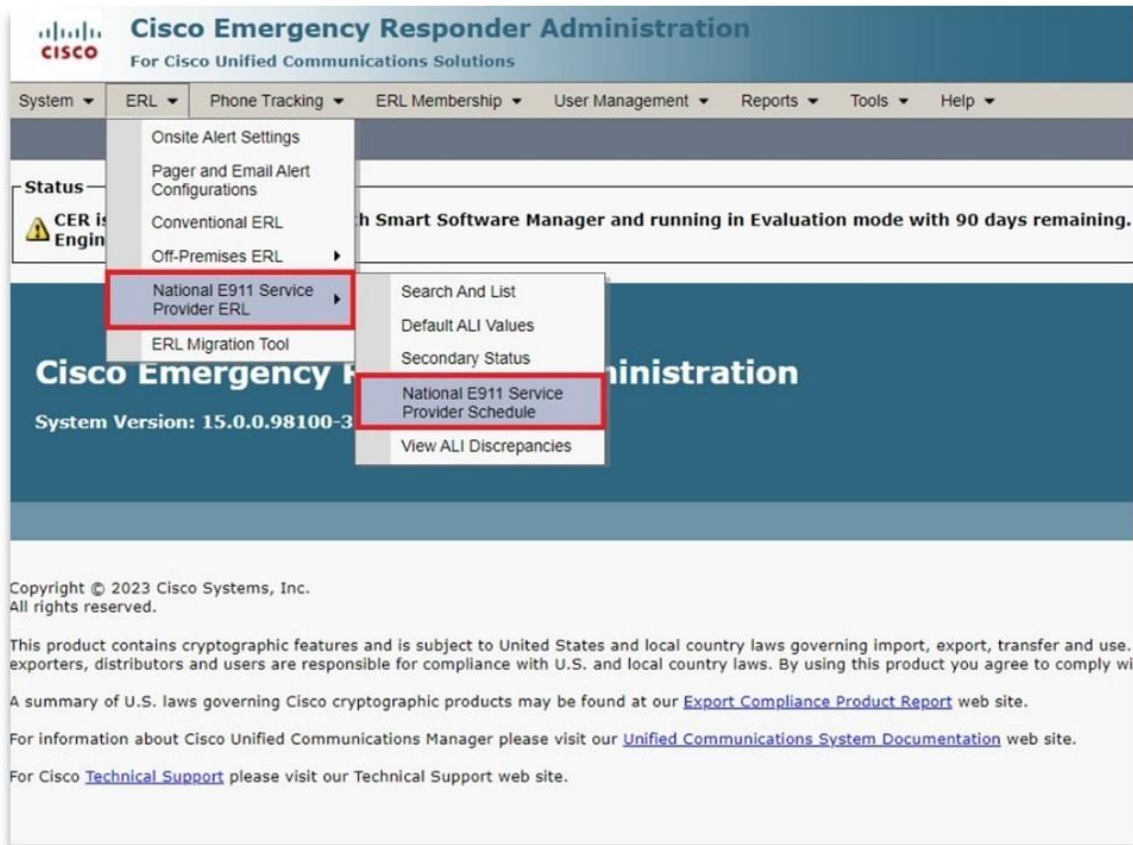 CISCO
Cisco Emergency Responder Administration
For Cisco Unified Communications Solutions
System ERL Phone Tracking ERL Membership User Management Reports Tools Help
Onsite Alert Settings
Pager and Email Alert
Configurations
Conventional ERL
Off-Premises ERL
National E911 Service
Provider ERL
ERL Migration Tool
Search And List
Default ALI Values
Secondary Status
National E911 Service
Provider Schedule
View ALI Discrepancies
Status
CER is Smart Software Manager and running in Evaluation mode with 90 days remaining.
Engin
Cisco Emergency
System Version: 15.0.0.98100-3
Copyright © 2023 Cisco Systems, Inc.
All rights reserved.
This product contains cryptographic features and is subject to United States and local country laws governing import, export, transfer and use.
exporters, distributors and users are responsible for compliance with U.S. and local country laws. By using this product you agree to comply wi
A summary of U.S. laws governing Cisco cryptographic products may be found at our Export Compliance Product Report web site.
For information about Cisco Unified Communications Manager please visit our Unified Communications System Documentation web site.
For Cisco Technical Support please visit our Technical Support web site.